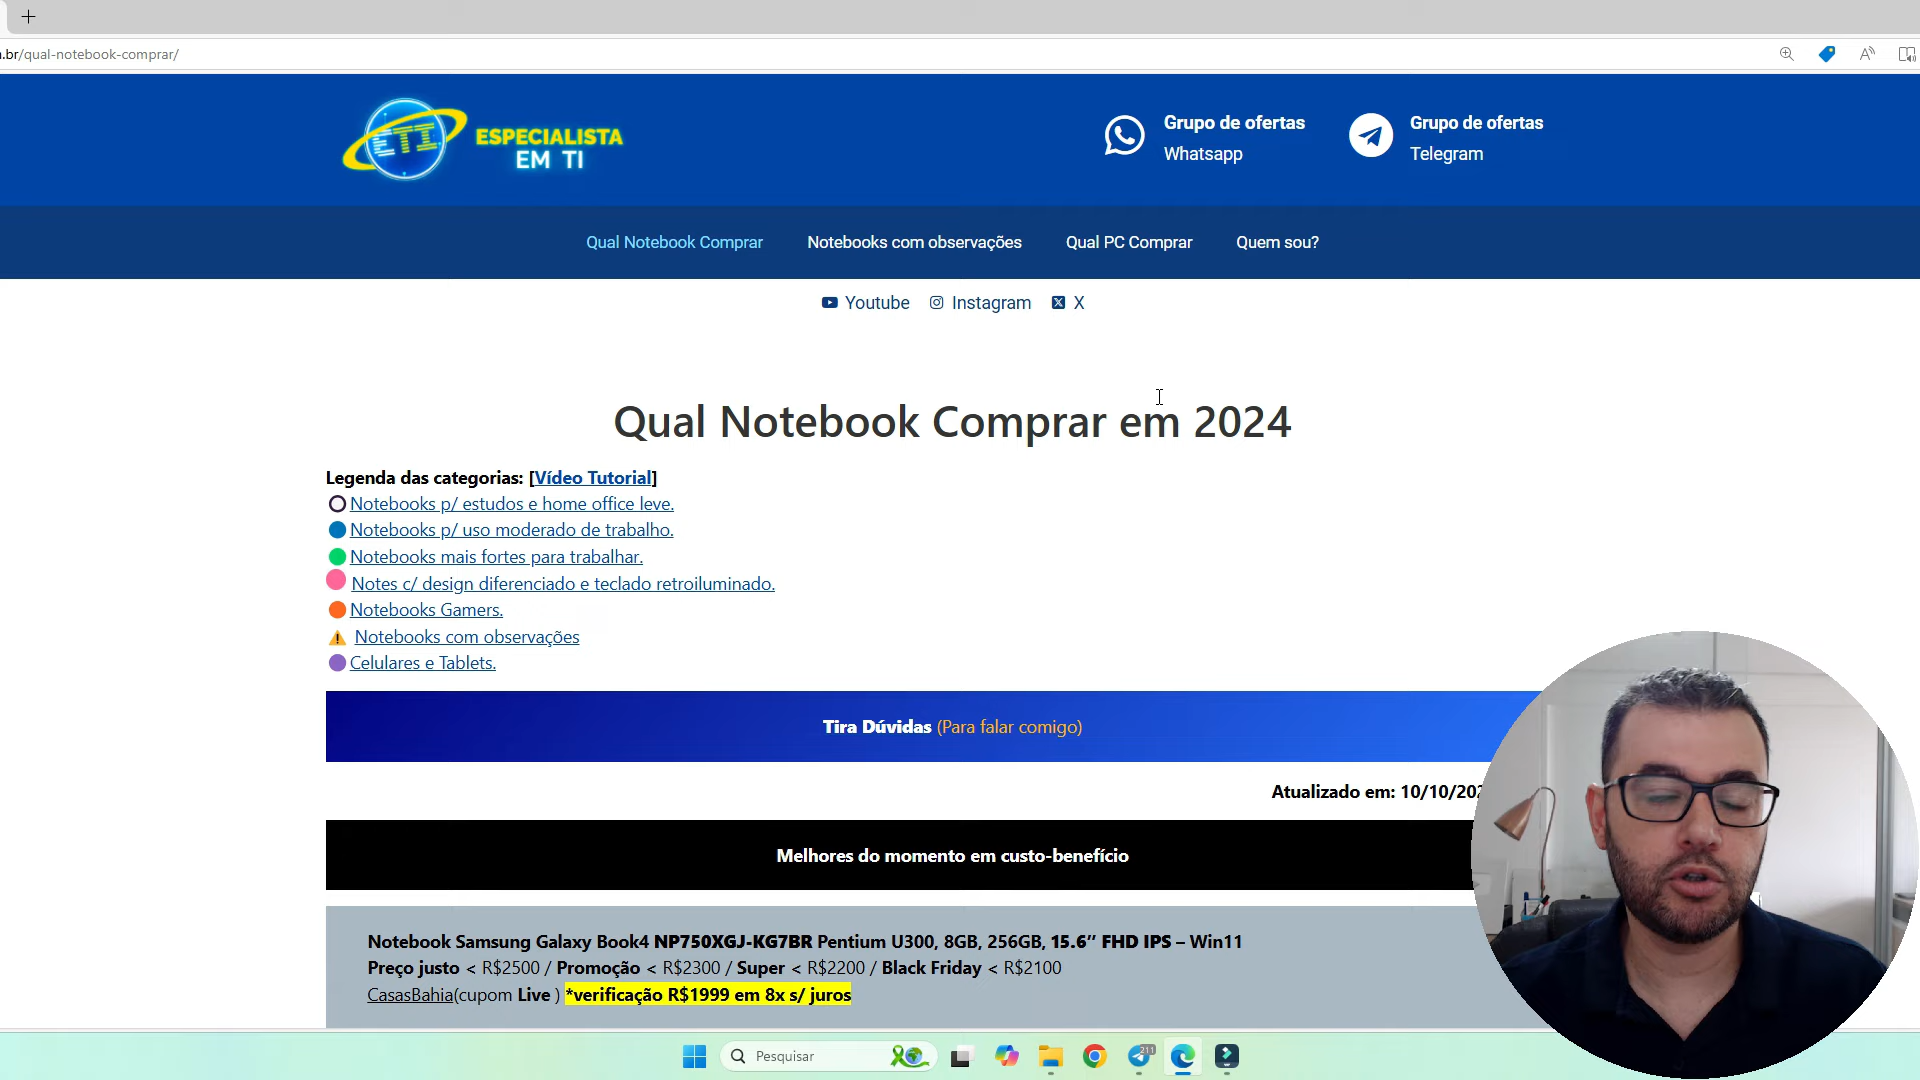 .br/qual-notebook-comprar/
ETI
ESPECIALISTA
EM TI
Grupo de ofertas
Whatsapp
Grupo de ofertas
Telegram
Qual Notebook Comprar
Notebooks com observações
Qual PC Comprar
Quem sou?
Youtube
Instagram
X
Qual Notebook Comprar em 2024
Legenda das categorias: [Vídeo Tutorial]
Notebooks p/ estudos e home office leve.
Notebooks p/ uso moderado de trabalho.
Notebooks mais fortes para trabalhar.
Notes c/ design diferenciado e teclado retroiluminado.
Notebooks Gamers.
Notebooks com observações
Celulares e Tablets.
Tira Dúvidas (Para falar comigo)
Atualizado em: 10/10/202
Melhores do momento em custo-benefício
Notebook Samsung Galaxy Book4 NP750XGJ-KG7BR Pentium U300, 8GB, 256GB, 15.6″ FHD IPS – Win11
Preço justo < R$2500 / Promoção < R$2300 / Super < R$2200 / Black Friday < R$2100
CasasBahia(cupom Live ) *verificação R$1999 em 8x s/ juros
Pesquisar
211